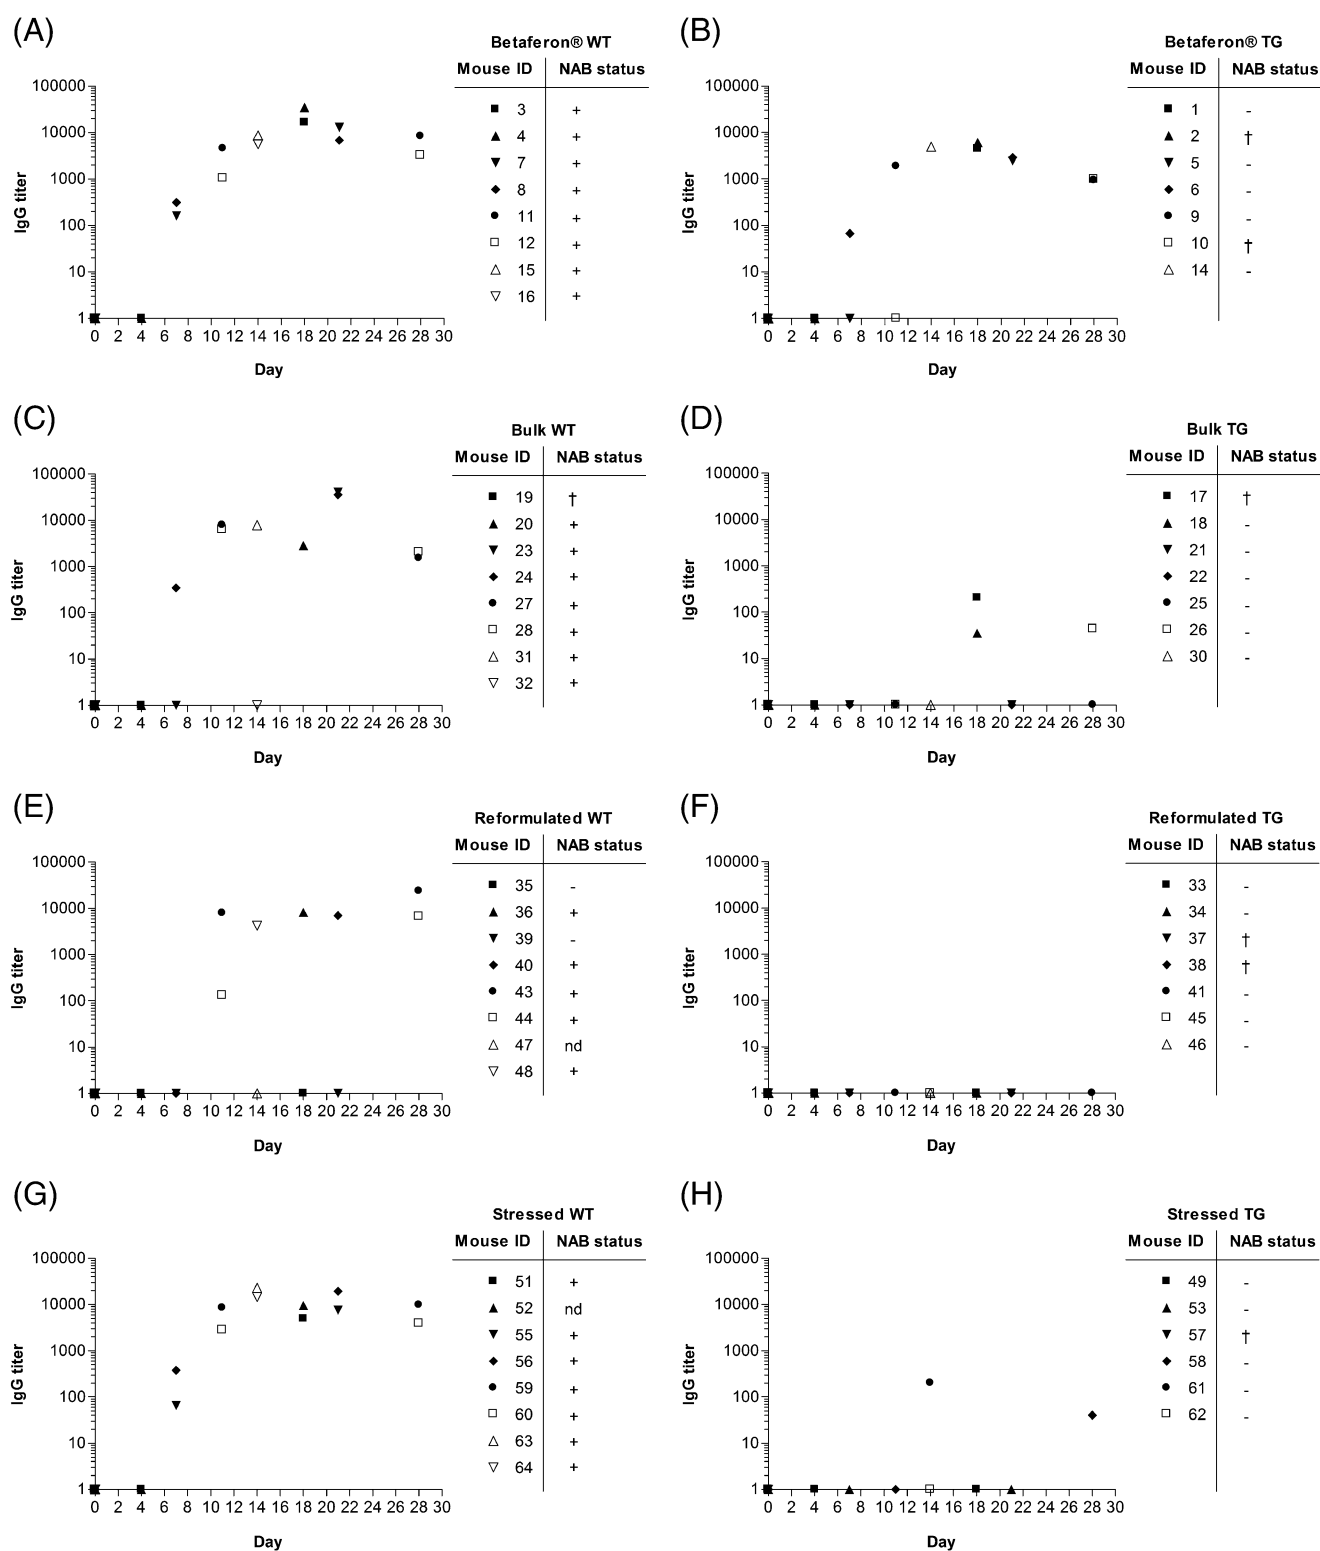 (A)
Betaferon® WT
Mouse ID NAB status
3 +
4 +
7 +
8 +
11 +
12 +
15 +
16 +
IgG titer
100000
10000
1000
100
10
1
0 2 4 6 8 10 12 14 16 18 20 22 24 26 28 30
Day
(B)
Betaferon® TG
Mouse ID NAB status
1 -
2 †
5 -
6 -
9 -
10 †
14 -
IgG titer
100000
10000
1000
100
10
1
0 2 4 6 8 10 12 14 16 18 20 22 24 26 28 30
Day
(C)
Bulk WT
Mouse ID NAB status
19 †
20 +
23 +
24 +
27 +
28 +
31 +
32 +
IgG titer
100000
10000
1000
100
10
1
0 2 4 6 8 10 12 14 16 18 20 22 24 26 28 30
Day
(D)
Bulk TG
Mouse ID NAB status
17 †
18 -
21 -
22 -
25 -
26 -
30 -
IgG titer
100000
10000
1000
100
10
1
0 2 4 6 8 10 12 14 16 18 20 22 24 26 28 30
Day
(E)
Reformulated WT
Mouse ID NAB status
35 -
36 +
39 -
40 +
43 +
44 +
47 nd
48 +
IgG titer
100000
10000
1000
100
10
1
0 2 4 6 8 10 12 14 16 18 20 22 24 26 28 30
Day
(F)
Reformulated TG
Mouse ID NAB status
33 -
34 -
37 †
38 †
41 -
45 -
46 -
IgG titer
100000
10000
1000
100
10
1
0 2 4 6 8 10 12 14 16 18 20 22 24 26 28 30
Day
(G)
Stressed WT
Mouse ID NAB status
51 +
52 nd
55 +
56 +
59 +
60 +
63 +
64 +
IgG titer
100000
10000
1000
100
10
1
0 2 4 6 8 10 12 14 16 18 20 22 24 26 28 30
Day
(H)
Stressed TG
Mouse ID NAB status
49 -
53 -
57 †
58 -
61 -
62 -
IgG titer
100000
10000
1000
100
10
1
0 2 4 6 8 10 12 14 16 18 20 22 24 26 28 30
Day